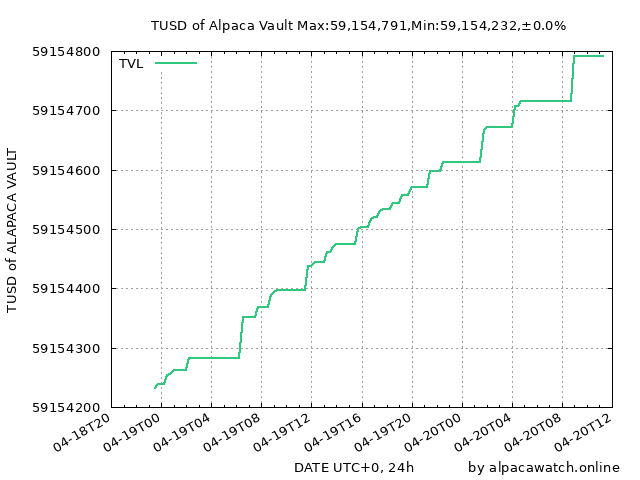 TUSD of Alpaca Vault Max:59,154,791,Min:59,154,232,±0.0%
TVL
59154800
59154700
59154600
59154500
59154400
59154300
59154200
TUSD of ALAPACA VAULT
04-18T20
04-19T00
04-19T04
04-19T08
04-19T12
04-19T16
04-19T20
04-20T00
04-20T04
04-20T08
04-20T12
DATE UTC+0, 24h
by alpacawatch.online